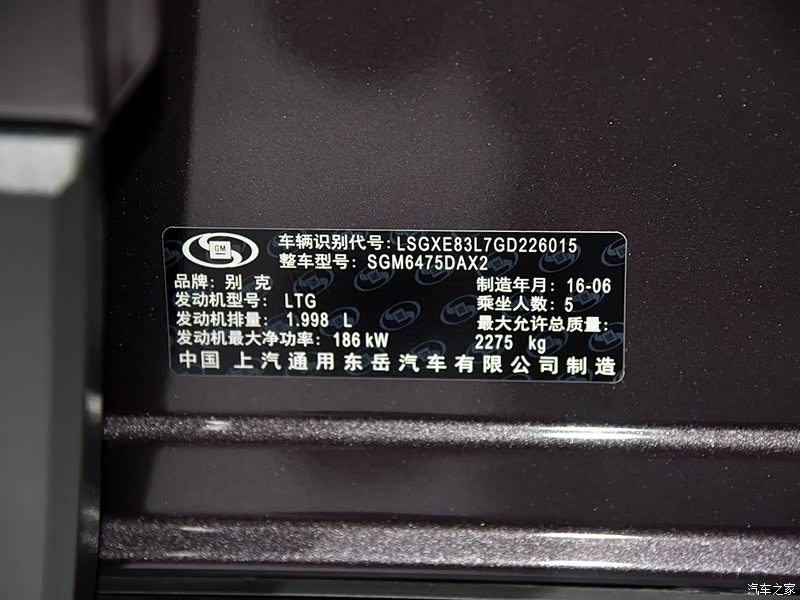 GM
车辆识别代号: LSGXE83L7GD226015
整车型号: SGM6475DAX2
品牌: 别 克
制造年月: 16-06
发动机型号: LTG
乘坐人数: 5
发动机排量: 1.998 L
最大允许总质量:
发动机最大净功率: 186 kW
2275 kg
中国 上汽通用东岳汽车有限公司制造
汽车之家